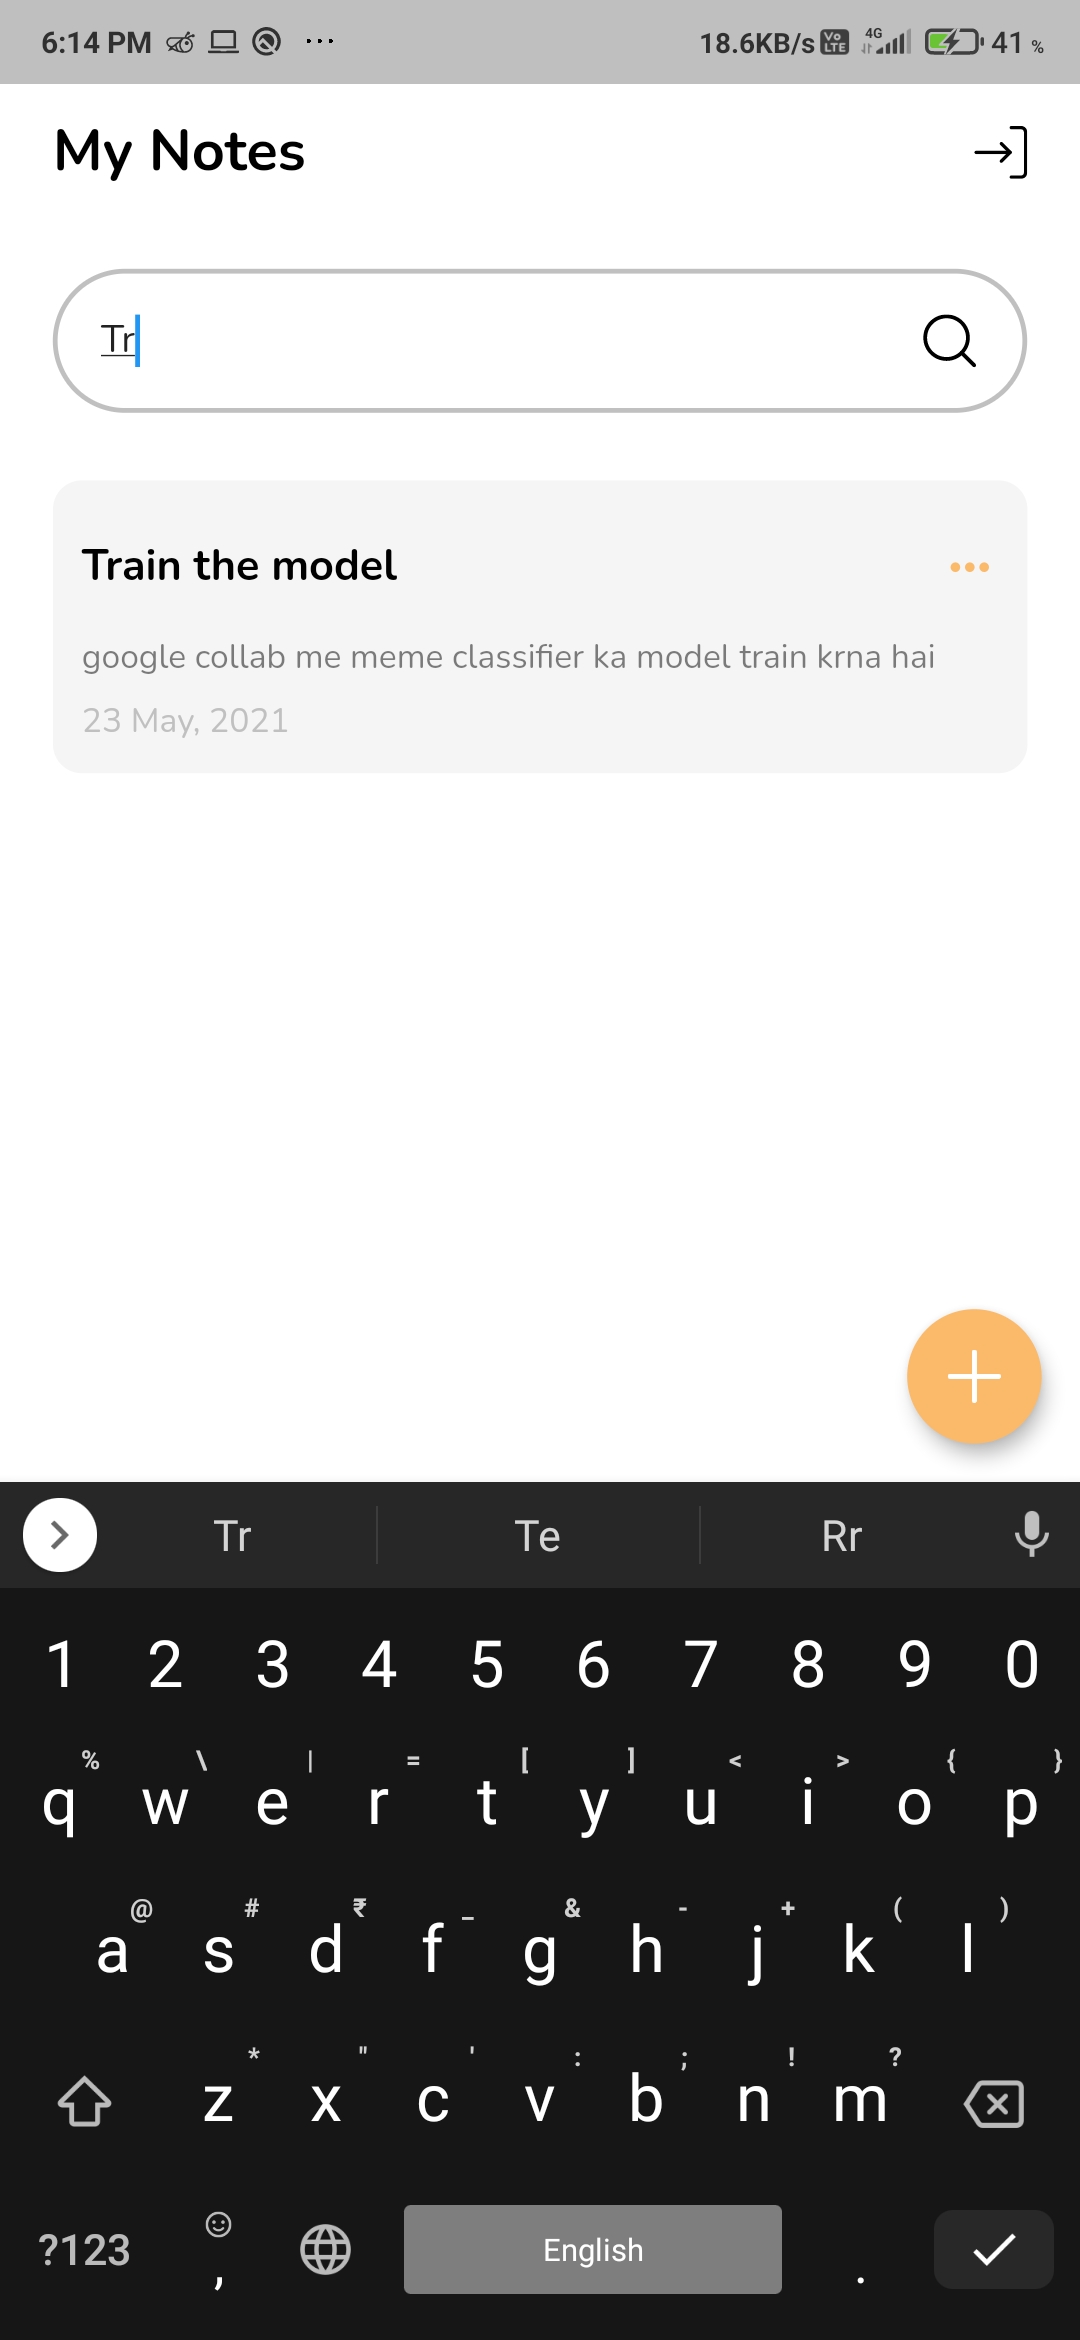 6:14 PM ... 18.6KB/s Vo LTE 4G 41 %
My Notes
Tr
Train the model
google collab me meme classifier ka model train krna hai
23 May, 2021
Tr Te Rr
1 2 3 4 5 6 7 8 9 0
% \ | = [ ] < > { }
q w e r t y u i o p
@ # ₹ _ & - + ( )
a s d f g h j k l
* " ' : ; ! ?
z x c v b n m
?123 , English .